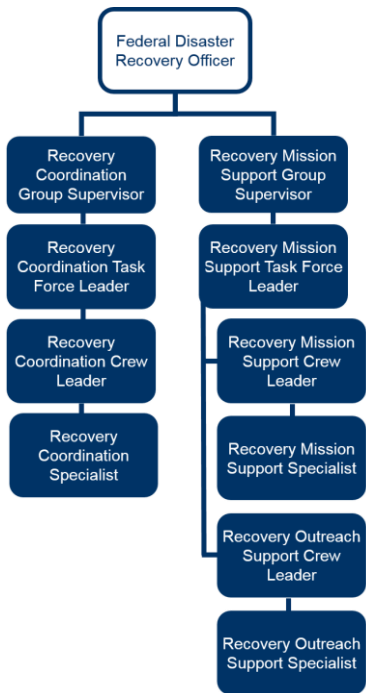 Federal Disaster
Recovery Officer
Recovery
Coordination
Group Supervisor
Recovery Mission
Support Group
Supervisor
Recovery
Coordination Task
Force Leader
Recovery Mission
Support Task Force
Leader
Recovery
Coordination Crew
Leader
Recovery Mission
Support Crew
Leader
Recovery
Coordination
Specialist
Recovery Mission
Support Specialist
Recovery Outreach
Support Crew
Leader
Recovery Outreach
Support Specialist